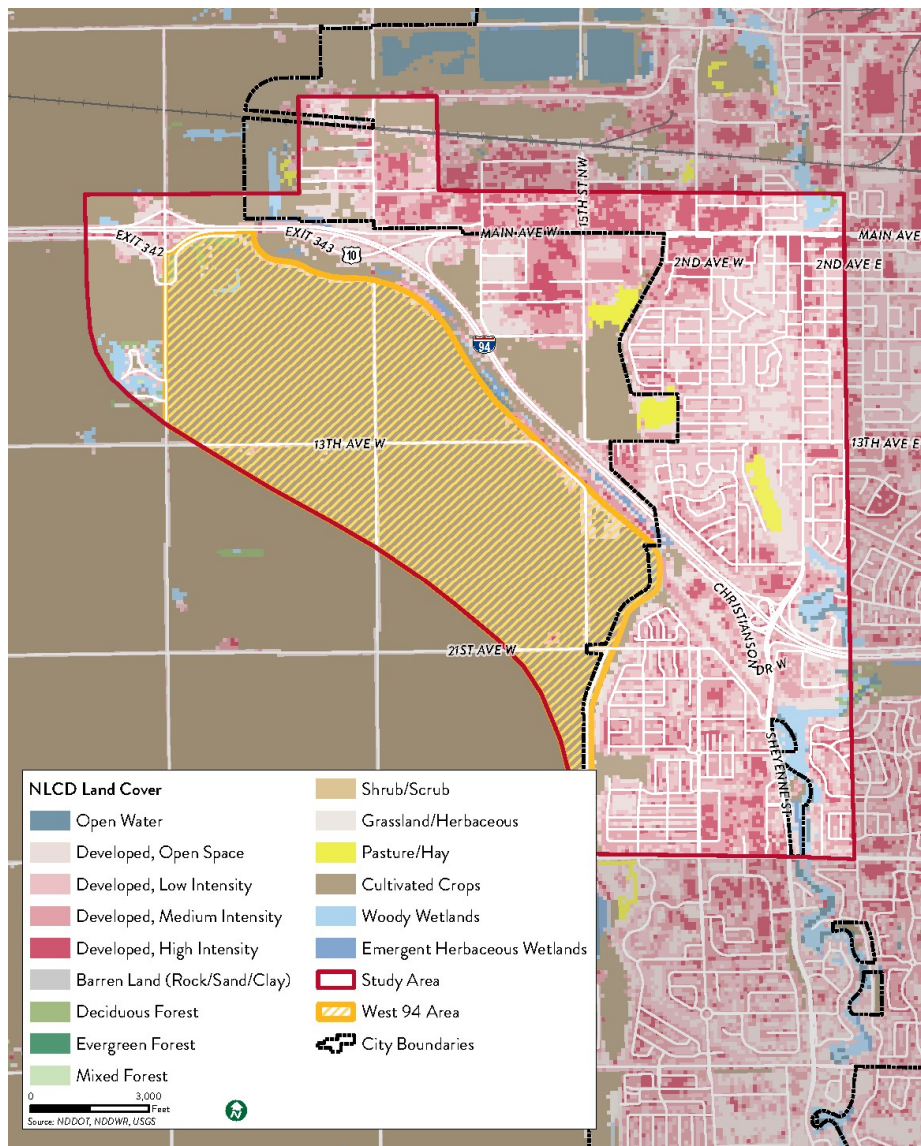 MAIN AVE W
15TH ST NW
MAIN AVE
EXIT 342
EXIT 343
10
2ND AVE W
2ND AVE E
94
13TH AVE W
13TH AVE E
CHRISTIANSON
DR W
21ST AVE W
SHEYENNE ST
NLCD Land Cover
Open Water
Developed, Open Space
Developed, Low Intensity
Developed, Medium Intensity
Developed, High Intensity
Barren Land (Rock/Sand/Clay)
Deciduous Forest
Evergreen Forest
Mixed Forest
Shrub/Scrub
Grassland/Herbaceous
Pasture/Hay
Cultivated Crops
Woody Wetlands
Emergent Herbaceous Wetlands
Study Area
West 94 Area
City Boundaries
0 3,000
Feet
Source: NDDOT, NDDWR, USGS
N